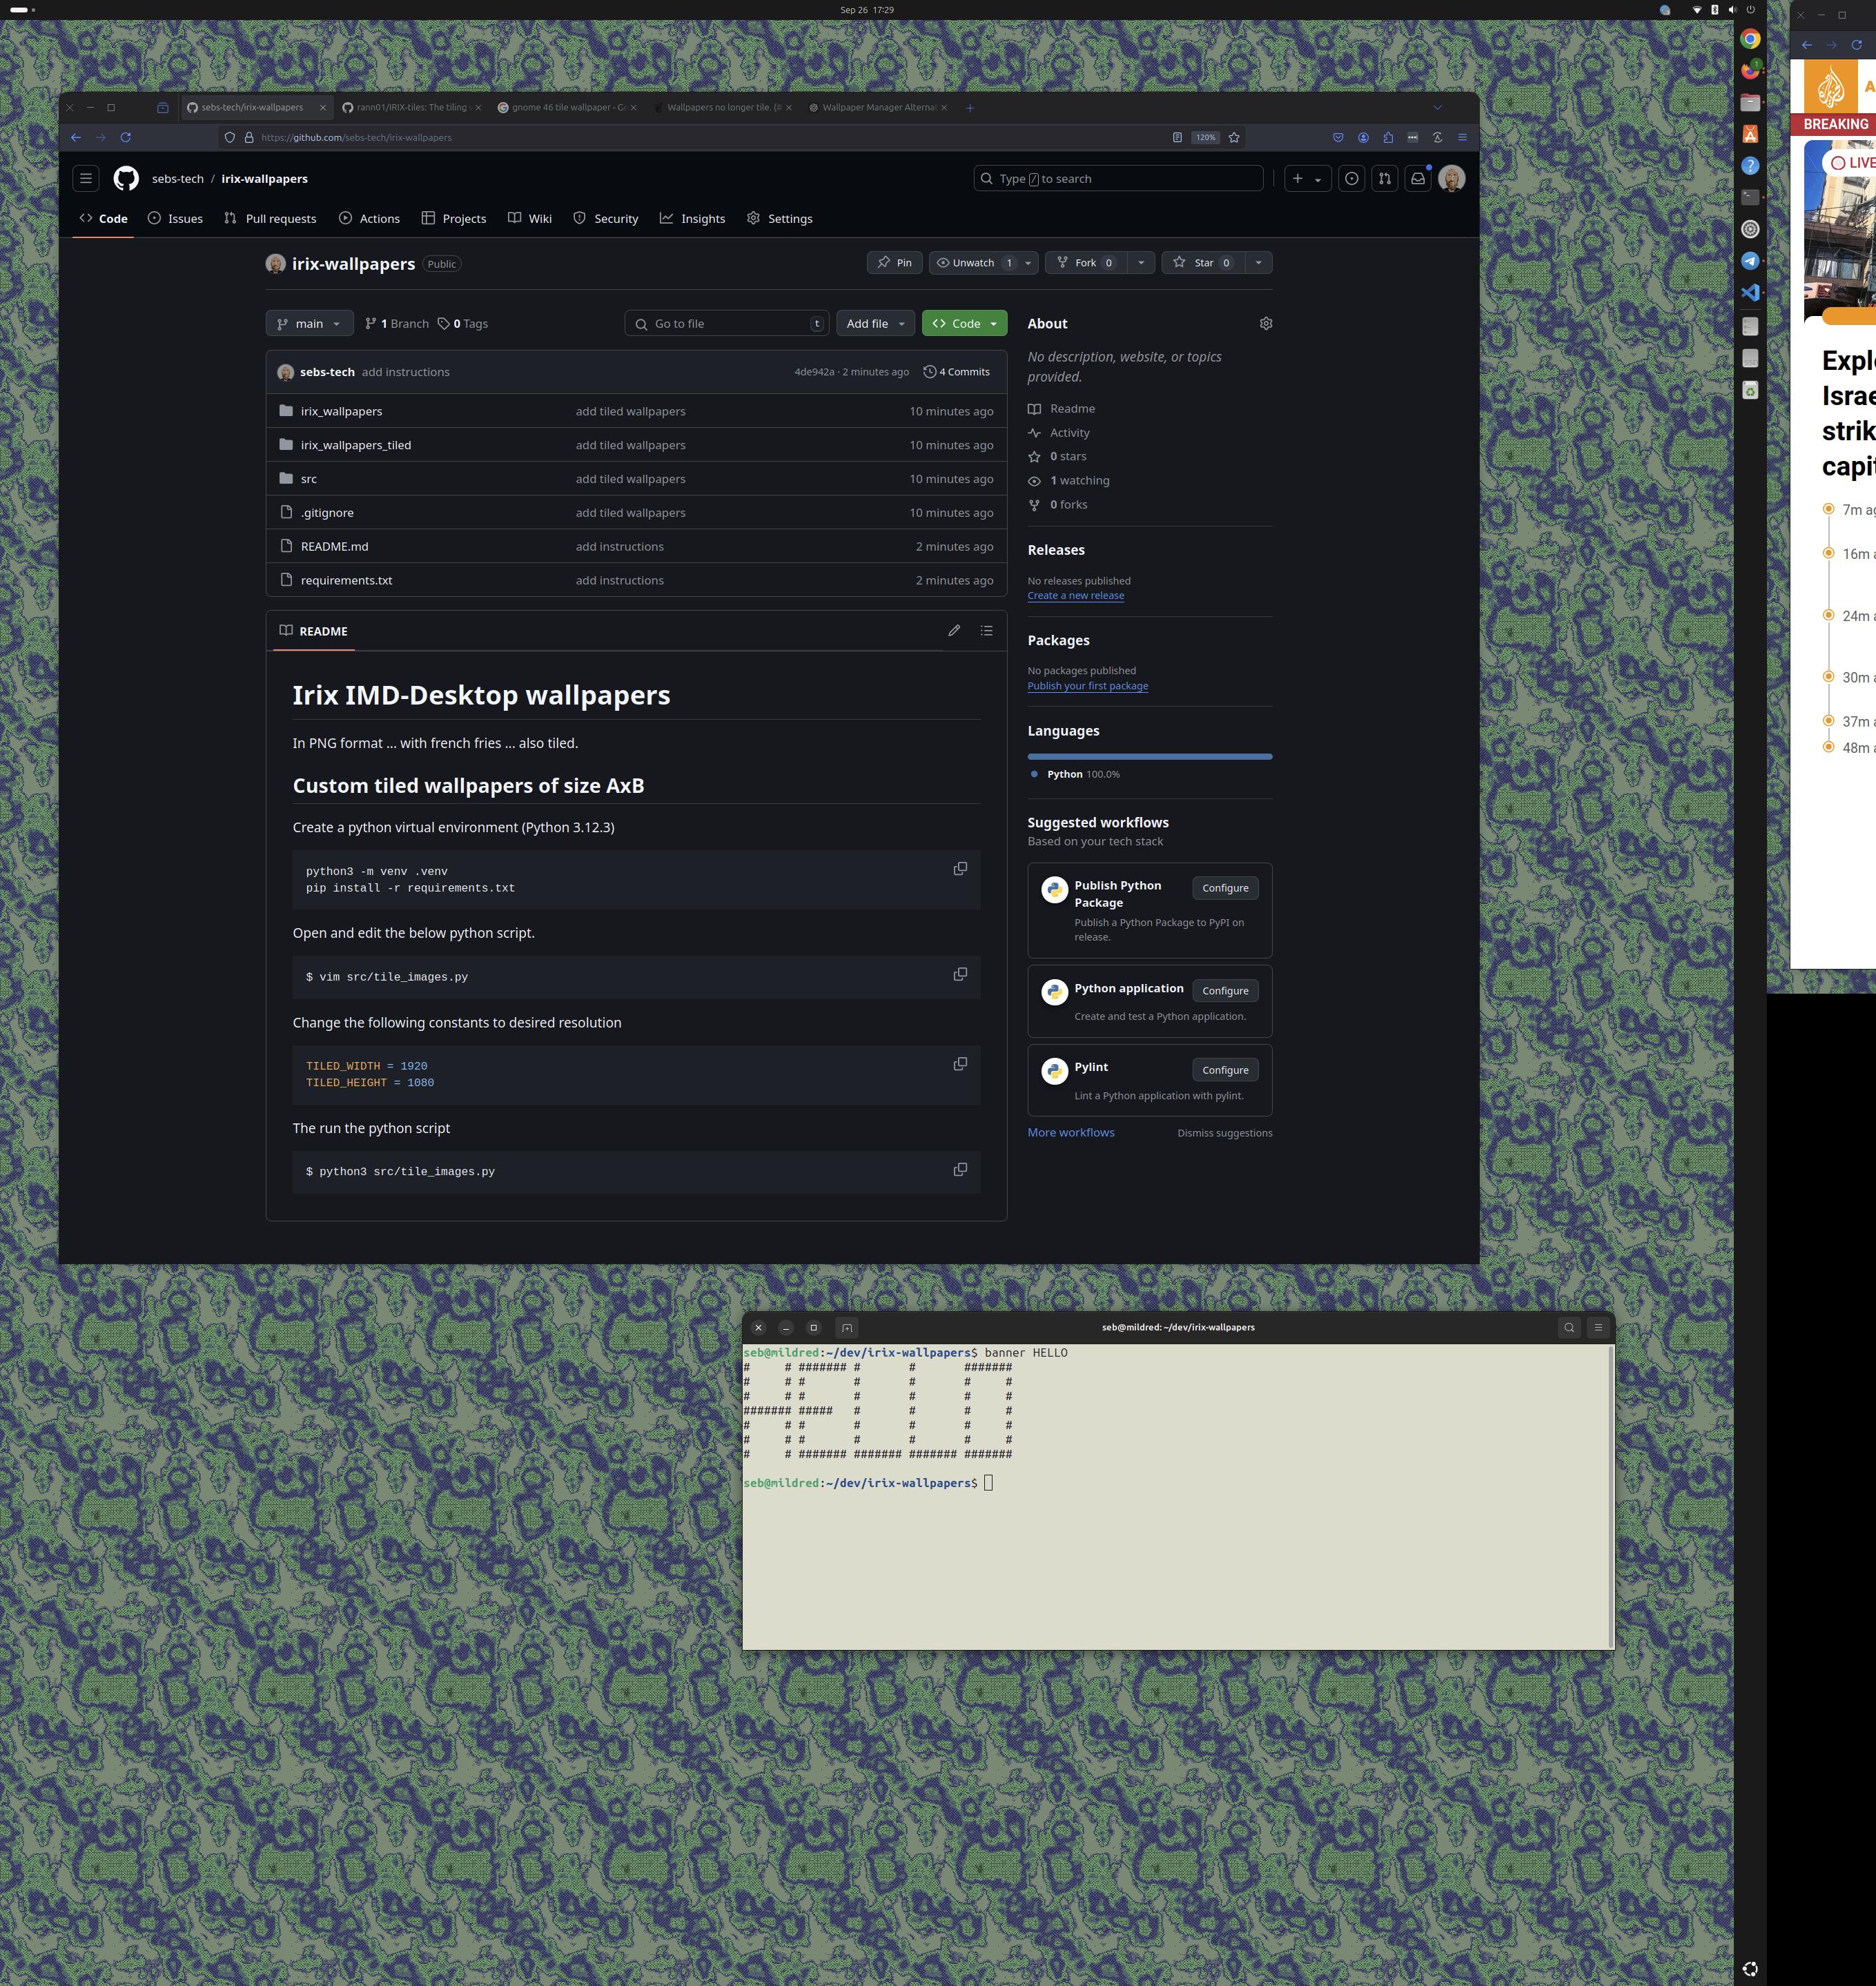 Sep 26 17:29
sebs-tech/irix-wallpapers
rann01/IRIX-tiles: The tiling
gnome 46 tile wallpaper - G
Wallpapers no longer tile. (#
Wallpaper Manager Alterna
https://github.com/sebs-tech/irix-wallpapers
120%
sebs-tech / irix-wallpapers
Type / to search
Code Issues Pull requests Actions Projects Wiki Security Insights Settings
irix-wallpapers Public
Pin Unwatch 1 Fork 0 Star 0
main 1 Branch 0 Tags Go to file t Add file Code
sebs-tech add instructions 4de942a · 2 minutes ago 4 Commits
irix_wallpapers add tiled wallpapers 10 minutes ago
irix_wallpapers_tiled add tiled wallpapers 10 minutes ago
src add tiled wallpapers 10 minutes ago
.gitignore add tiled wallpapers 10 minutes ago
README.md add instructions 2 minutes ago
requirements.txt add instructions 2 minutes ago
README
Irix IMD-Desktop wallpapers
In PNG format ... with french fries ... also tiled.
Custom tiled wallpapers of size AxB
Create a python virtual environment (Python 3.12.3)
python3 -m venv .venv
pip install -r requirements.txt
Open and edit the below python script.
$ vim src/tile_images.py
Change the following constants to desired resolution
TILED_WIDTH = 1920
TILED_HEIGHT = 1080
The run the python script
$ python3 src/tile_images.py
About
No description, website, or topics
provided.
Readme
Activity
0 stars
1 watching
0 forks
Releases
No releases published
Create a new release
Packages
No packages published
Publish your first package
Languages
Python 100.0%
Suggested workflows
Based on your tech stack
Publish Python
Package
Configure
Publish a Python Package to PyPI on
release.
Python application
Configure
Create and test a Python application.
Pylint
Configure
Lint a Python application with pylint.
More workflows Dismiss suggestions
seb@mildred: ~/dev/irix-wallpapers
seb@mildred:~/dev/irix-wallpapers$ banner HELLO
#     # ####### #       #       #######
#     # #       #       #       #     #
#     # #       #       #       #     #
####### #####   #       #       #     #
#     # #       #       #       #     #
#     # #       #       #       #     #
#     # ####### ####### ####### #######
seb@mildred:~/dev/irix-wallpapers$
A
BREAKING
LIVE
Expl
Israe
strik
capit
7m ag
16m a
24m a
30m a
37m a
48m a